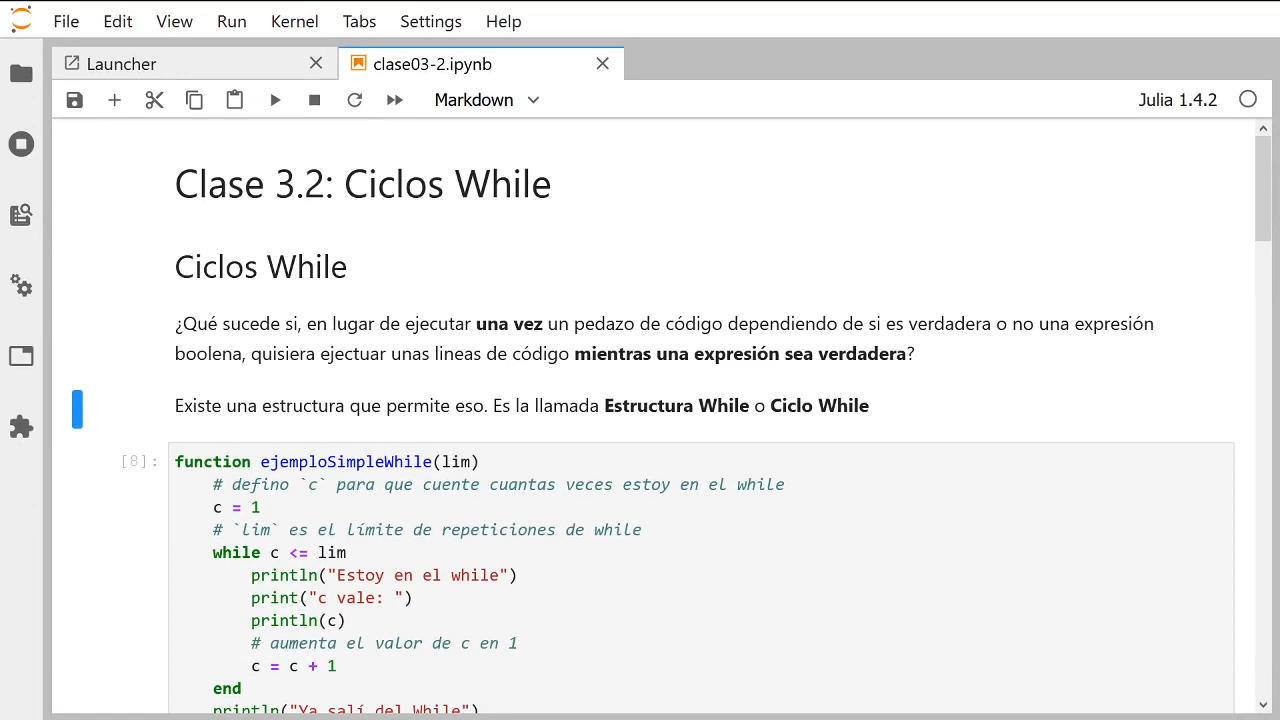 File Edit View Run Kernel Tabs Settings Help
Launcher clase03-2.ipynb
Markdown Julia 1.4.2
Clase 3.2: Ciclos While
Ciclos While
¿Qué sucede si, en lugar de ejecutar una vez un pedazo de código dependiendo de si es verdadera o no una expresión
boolena, quisiera ejectuar unas lineas de código mientras una expresión sea verdadera?
Existe una estructura que permite eso. Es la llamada Estructura While o Ciclo While
[8]: function ejemploSimpleWhile(lim)
# defino `c` para que cuente cuantas veces estoy en el while
c = 1
# `lim` es el límite de repeticiones de while
while c <= lim
println("Estoy en el while")
print("c vale: ")
println(c)
# aumenta el valor de c en 1
c = c + 1
end
println("Ya salí del While")